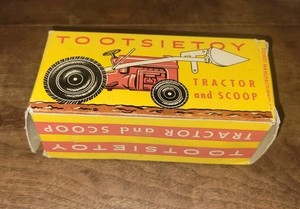 TOOTSIETOY
TRACTOR
and SCOOP
TRACTOR and SCOOP
TOOTSIETOY